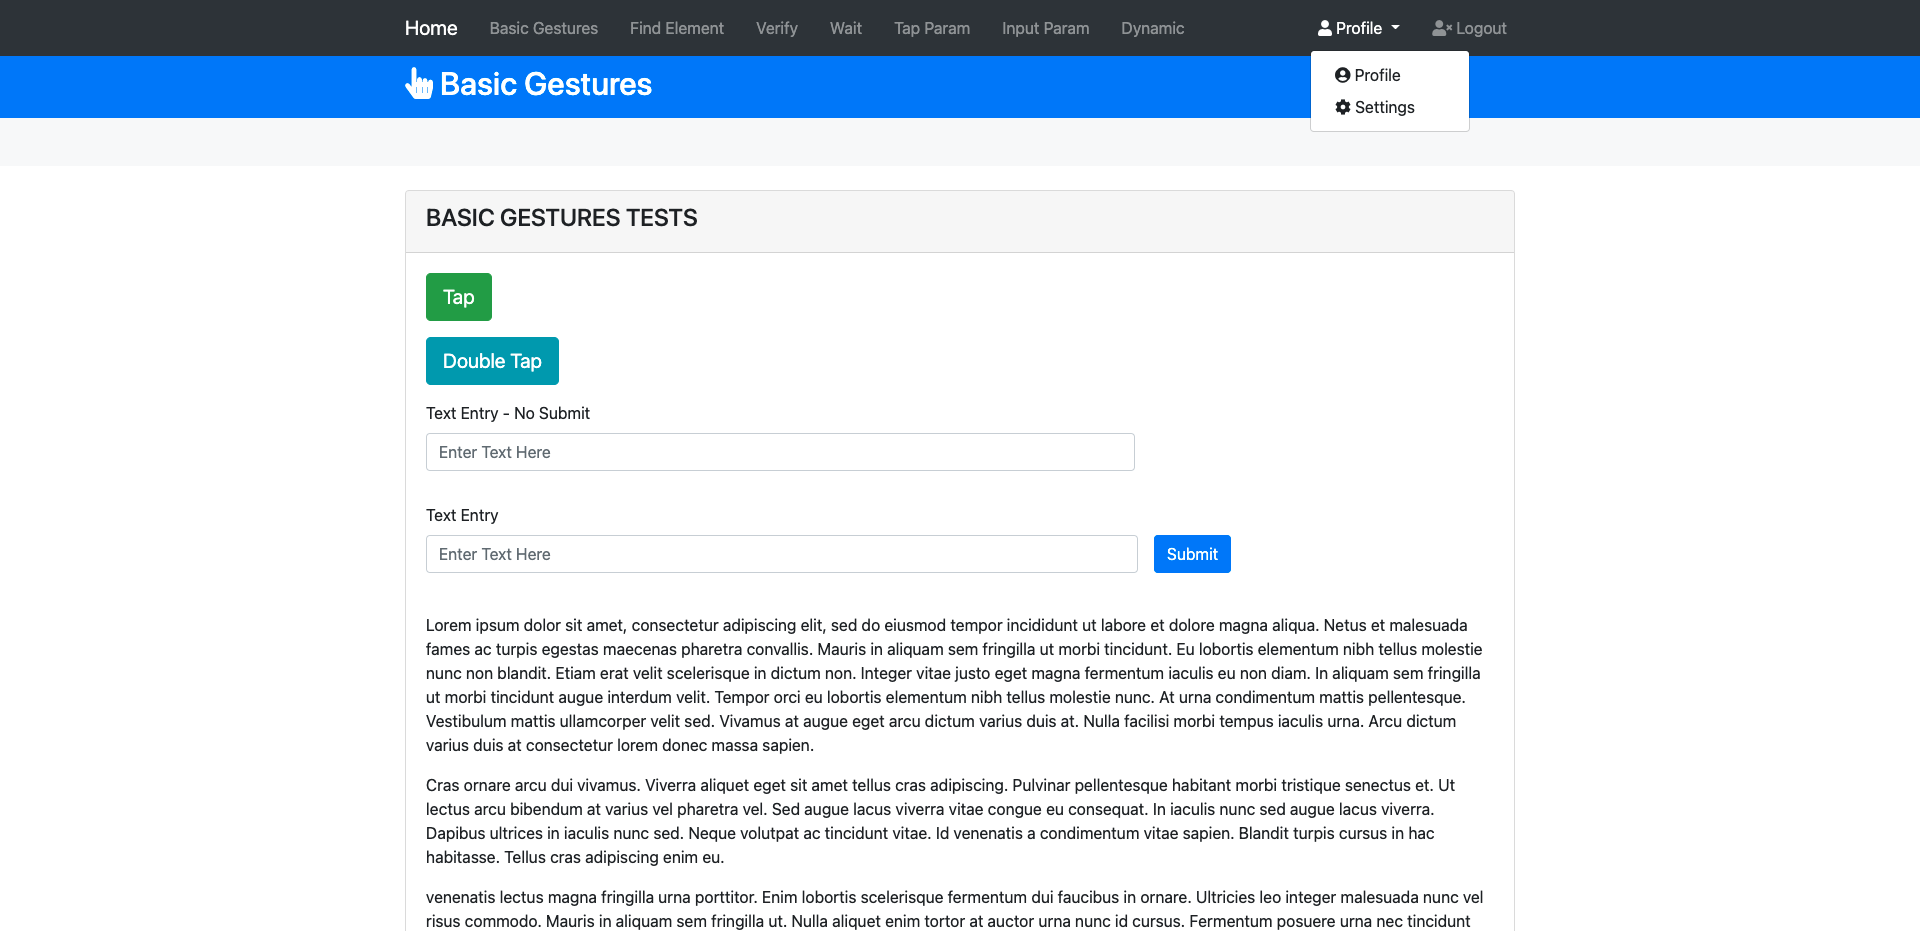 Home Basic Gestures Find Element Verify Wait Tap Param Input Param Dynamic Profile Logout
Profile
Settings
Basic Gestures
BASIC GESTURES TESTS
Tap
Double Tap
Text Entry - No Submit
Enter Text Here
Text Entry
Enter Text Here Submit
Lorem ipsum dolor sit amet, consectetur adipiscing elit, sed do eiusmod tempor incididunt ut labore et dolore magna aliqua. Netus et malesuada
fames ac turpis egestas maecenas pharetra convallis. Mauris in aliquam sem fringilla ut morbi tincidunt. Eu lobortis elementum nibh tellus molestie
nunc non blandit. Etiam erat velit scelerisque in dictum non. Integer vitae justo eget magna fermentum iaculis eu non diam. In aliquam sem fringilla
ut morbi tincidunt augue interdum velit. Tempor orci eu lobortis elementum nibh tellus molestie nunc. At urna condimentum mattis pellentesque.
Vestibulum mattis ullamcorper velit sed. Vivamus at augue eget arcu dictum varius duis at. Nulla facilisi morbi tempus iaculis urna. Arcu dictum
varius duis at consectetur lorem donec massa sapien.
Cras ornare arcu dui vivamus. Viverra aliquet eget sit amet tellus cras adipiscing. Pulvinar pellentesque habitant morbi tristique senectus et. Ut
lectus arcu bibendum at varius vel pharetra vel. Sed augue lacus viverra vitae congue eu consequat. In iaculis nunc sed augue lacus viverra.
Dapibus ultrices in iaculis nunc sed. Neque volutpat ac tincidunt vitae. Id venenatis a condimentum vitae sapien. Blandit turpis cursus in hac
habitasse. Tellus cras adipiscing enim eu.
venenatis lectus magna fringilla urna porttitor. Enim lobortis scelerisque fermentum dui faucibus in ornare. Ultricies leo integer malesuada nunc vel
risus commodo. Mauris in aliquam sem fringilla ut. Nulla aliquet enim tortor at auctor urna nunc id cursus. Fermentum posuere urna nec tincidunt